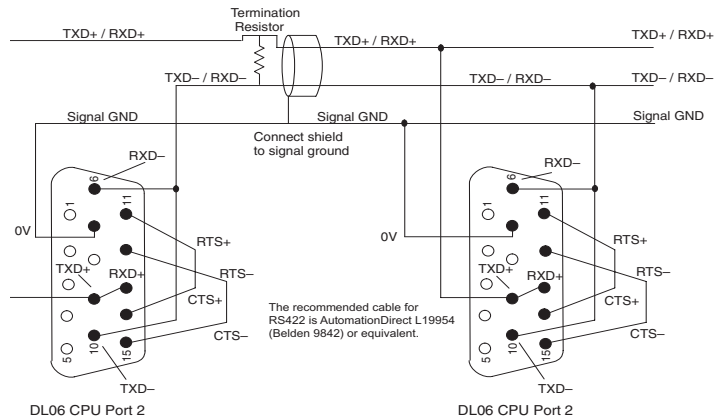 Termination
Resistor
TXD+ / RXD+
TXD+ / RXD+
TXD+ / RXD+
TXD– / RXD–
TXD– / RXD–
TXD– / RXD–
Signal GND
Signal GND
Signal GND
Connect shield
to signal ground
RXD–
6
11
1
0V
RTS+
TXD+
RXD+
RTS–
CTS+
CTS–
5
10
15
TXD–
DL06 CPU Port 2
The recommended cable for
RS422 is AutomationDirect L19954
(Belden 9842) or equivalent.
RXD–
6
11
1
0V
RTS+
TXD+
RXD+
RTS–
CTS+
CTS–
5
10
15
TXD–
DL06 CPU Port 2